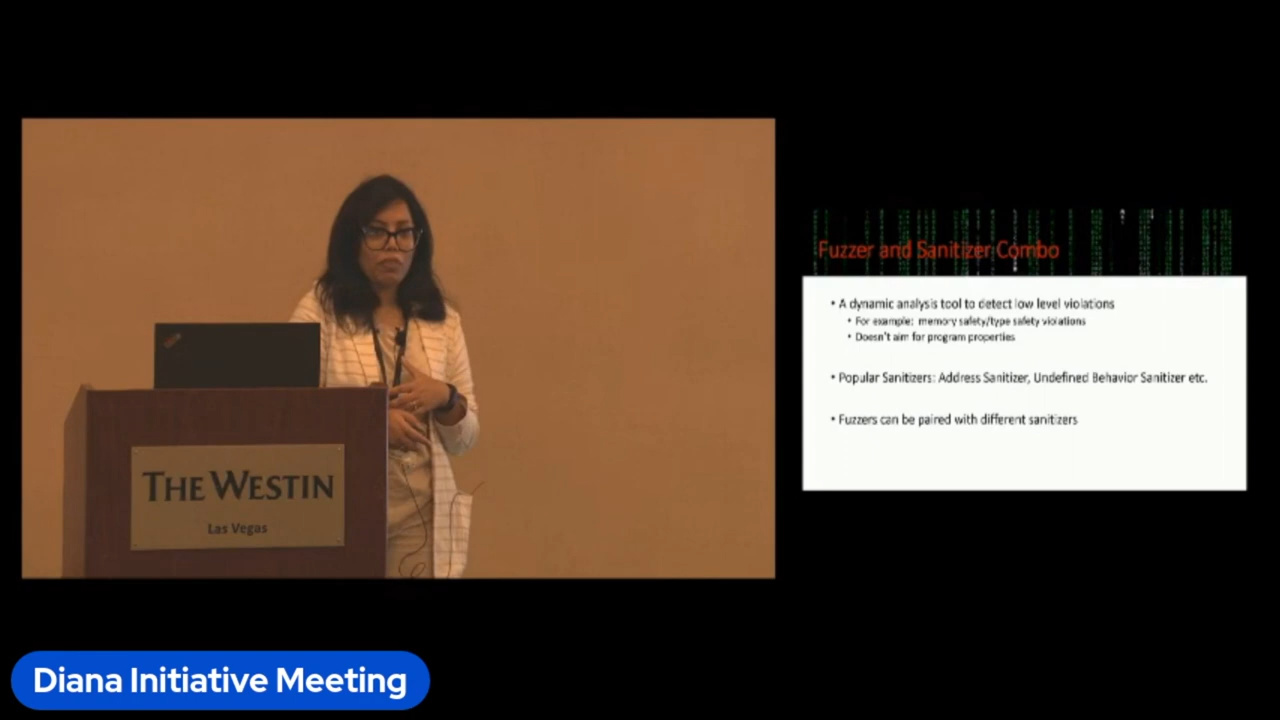 Fuzzer and Sanitizer Combo
• A dynamic analysis tool to detect low level violations
• For example: memory safety/type safety violations
• Doesn't aim for program properties
• Popular Sanitizers: Address Sanitizer, Undefined Behavior Sanitizer etc.
• Fuzzers can be paired with different sanitizers
THE WESTIN
Las Vegas
Diana Initiative Meeting